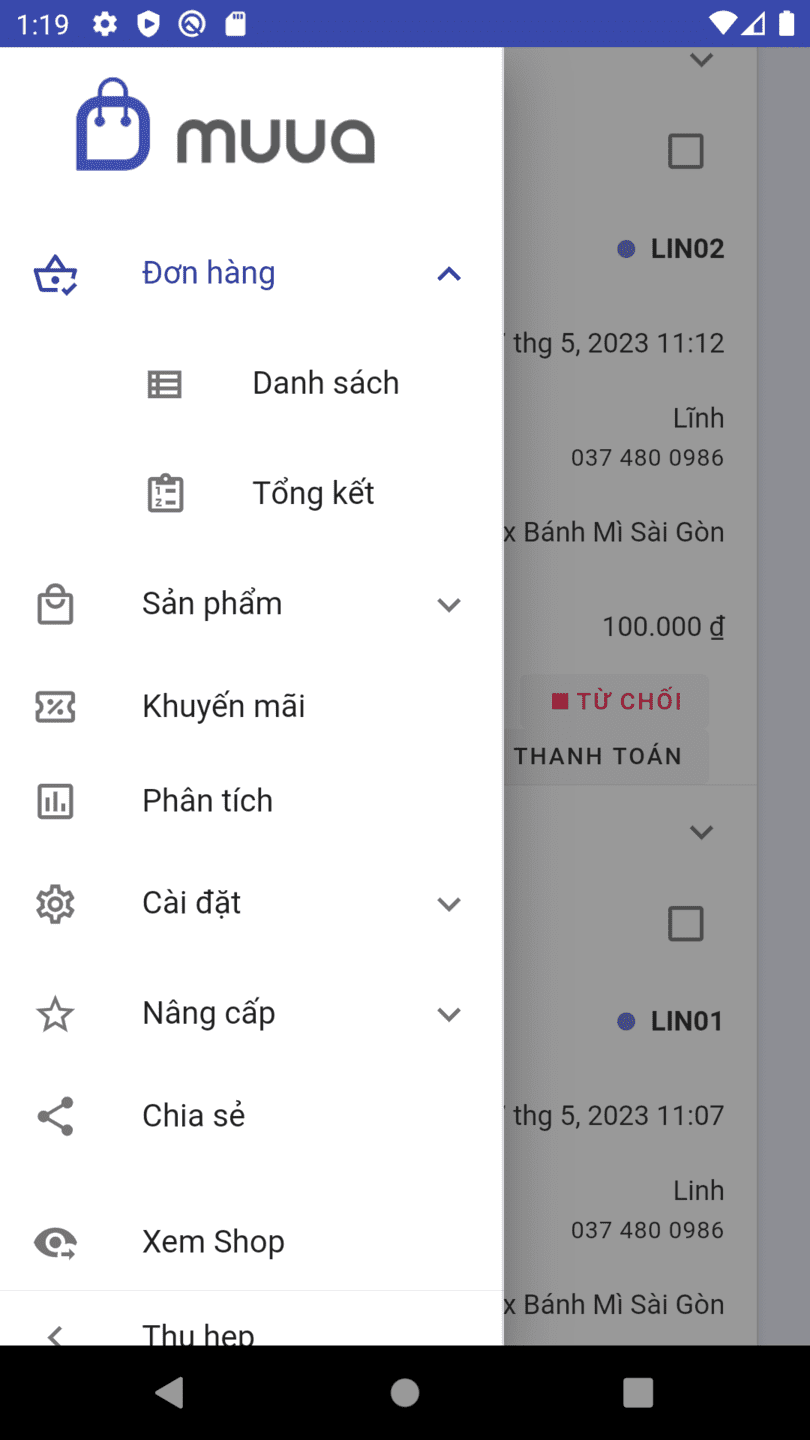 1:19
muua
Đơn hàng
Danh sách
Tổng kết
Sản phẩm
Khuyến mãi
Phân tích
Cài đặt
Nâng cấp
Chia sẻ
Xem Shop
Thu hẹp
LIN02
thg 5, 2023 11:12
Lĩnh
037 480 0986
x Bánh Mì Sài Gòn
100.000 ₫
TỪ CHỐI
THANH TOÁN
LIN01
thg 5, 2023 11:07
Linh
037 480 0986
x Bánh Mì Sài Gòn